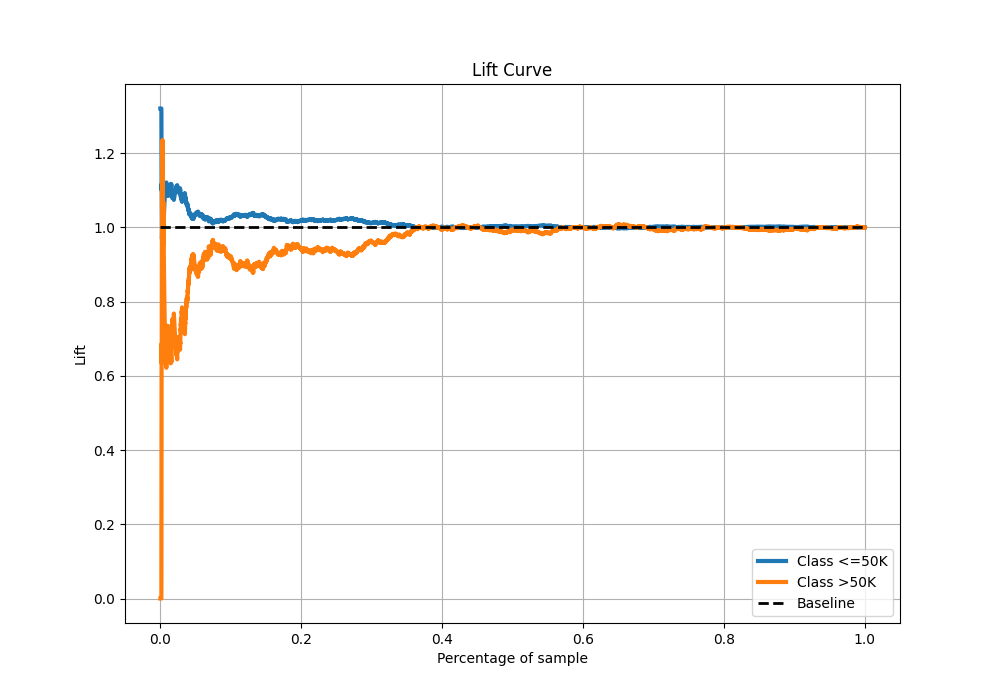 Lift Curve
Lift
1.2
1.0
0.8
0.6
0.4
0.2
0.0
0.0 0.2 0.4 0.6 0.8 1.0
Percentage of sample
Class <=50K
Class >50K
Baseline